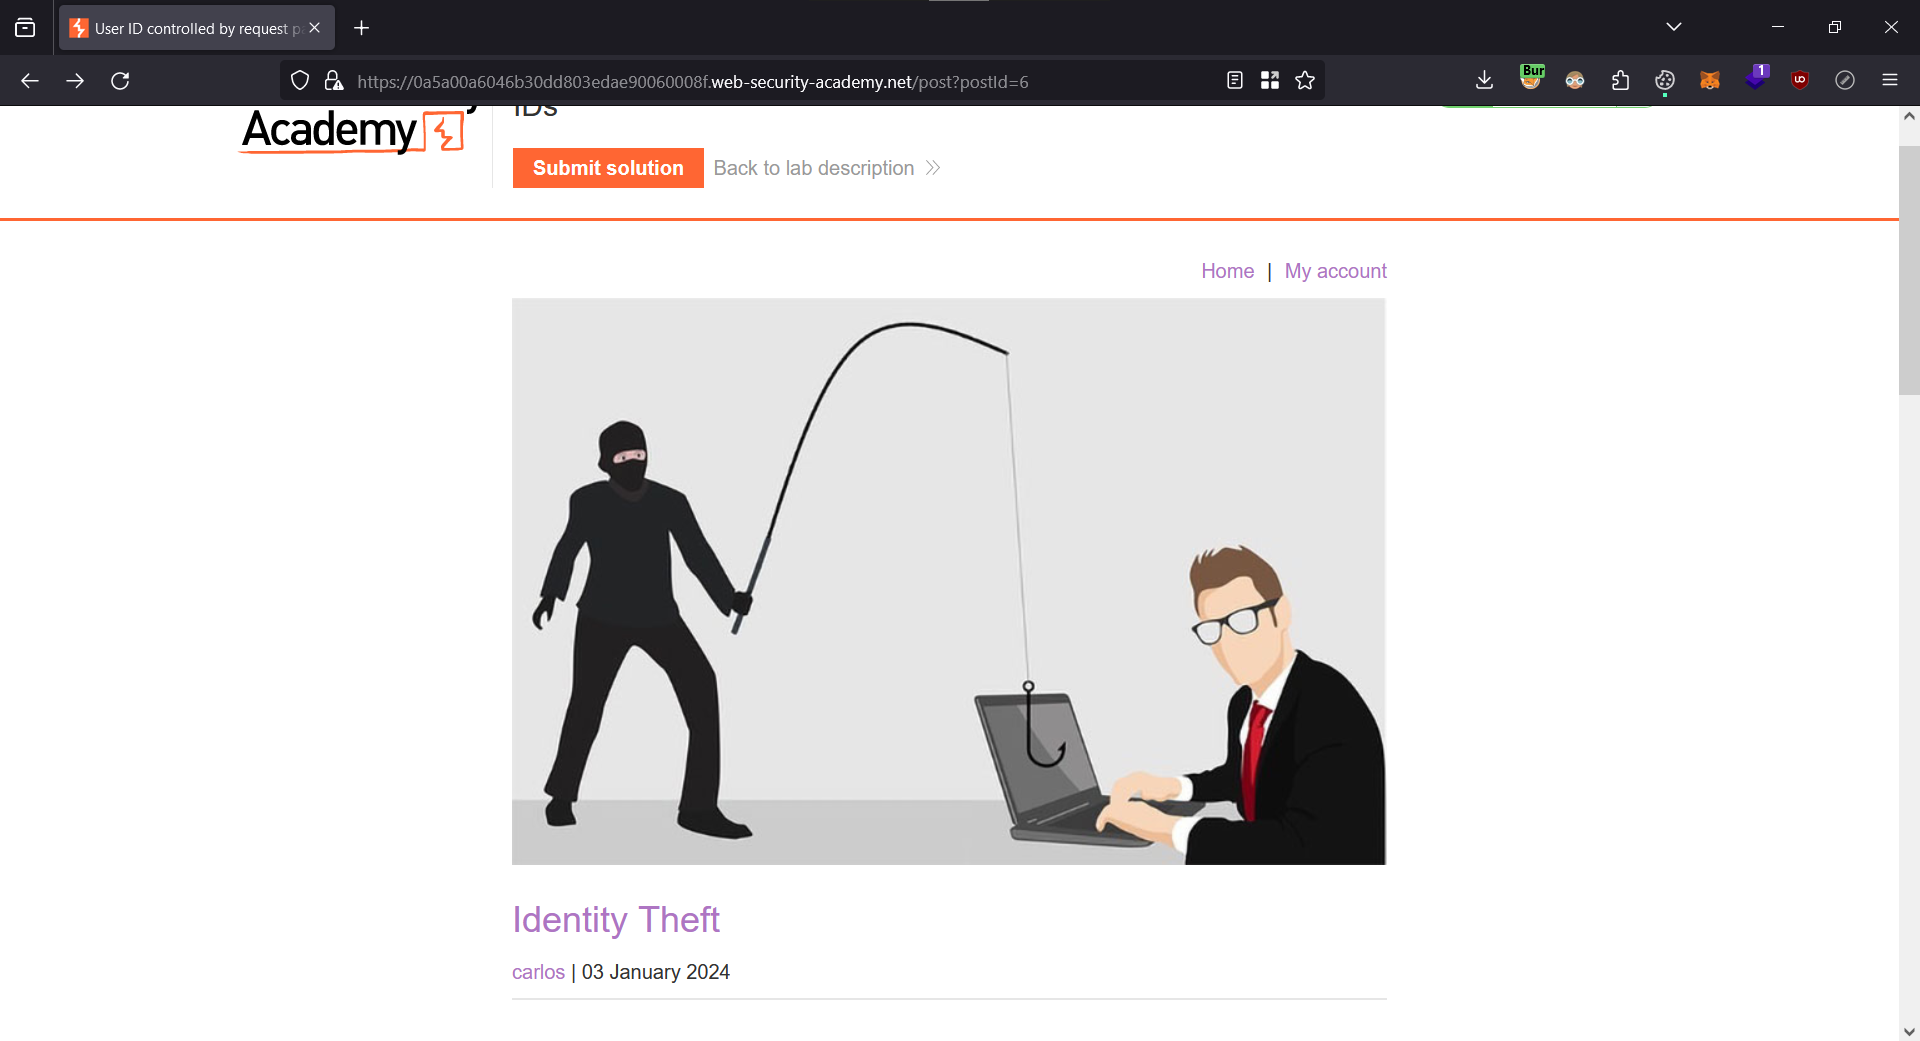 User ID controlled by request p
https://0a5a00a6046b30dd803edae90060008f.web-security-academy.net/post?postId=6
Bur
1
Academy
IDs
Submit solution
Back to lab description
Home | My account
Identity Theft
carlos | 03 January 2024